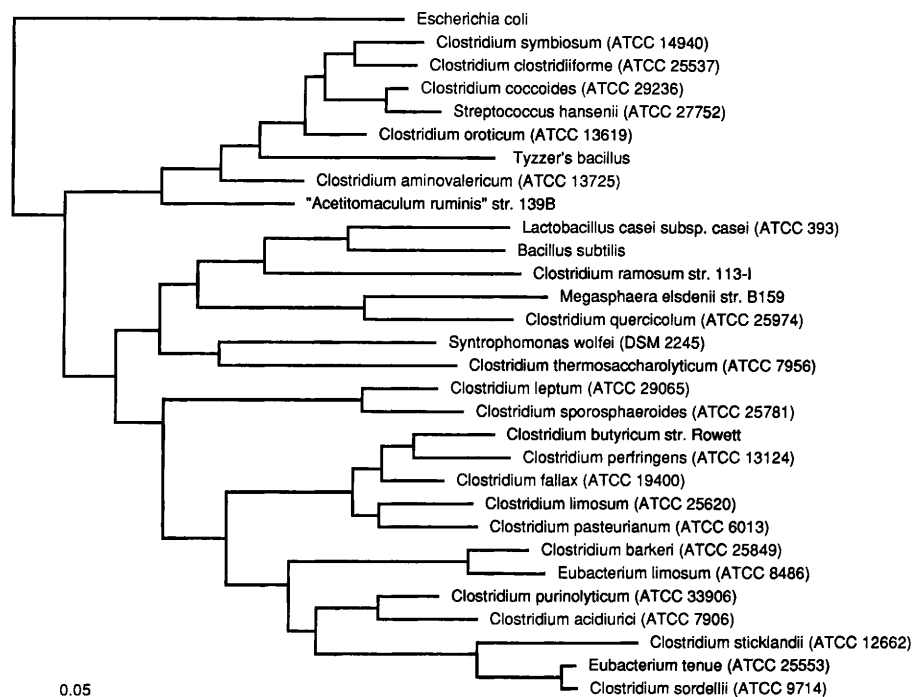 Escherichia coli
Clostridium symbiosum (ATCC 14940)
Clostridium clostridiiforme (ATCC 25537)
Clostridium coccoides (ATCC 29236)
Streptococcus hansenii (ATCC 27752)
Clostridium oroticum (ATCC 13619)
Tyzzer's bacillus
Clostridium aminovalericum (ATCC 13725)
"Acetitomaculum ruminis" str. 139B
Lactobacillus casei subsp. casei (ATCC 393)
Bacillus subtilis
Clostridium ramosum str. 113-I
Megasphaera elsdenii str. B159
Clostridium quercicolum (ATCC 25974)
Syntrophomonas wolfei (DSM 2245)
Clostridium thermosaccharolyticum (ATCC 7956)
Clostridium leptum (ATCC 29065)
Clostridium sporosphaeroides (ATCC 25781)
Clostridium butyricum str. Rowett
Clostridium perfringens (ATCC 13124)
Clostridium fallax (ATCC 19400)
Clostridium limosum (ATCC 25620)
Clostridium pasteurianum (ATCC 6013)
Clostridium barkeri (ATCC 25849)
Eubacterium limosum (ATCC 8486)
Clostridium purinolyticum (ATCC 33906)
Clostridium acidiurici (ATCC 7906)
Clostridium sticklandii (ATCC 12662)
Eubacterium tenue (ATCC 25553)
Clostridium sordellii (ATCC 9714)
0.05